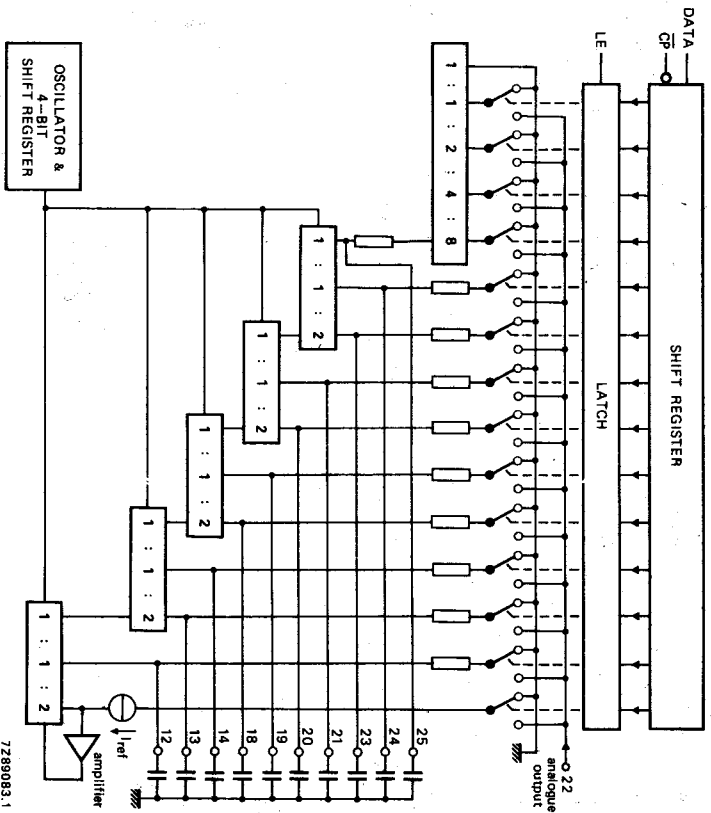 DATA
CP
SHIFT REGISTER
LE
LATCH
22
analogue
output
1 : 1 : 2 : 4 : 8
1 : 1 : 2
1 : 1 : 2
1 : 1 : 2
1 : 1 : 2
1 : 1 : 2
OSCILLATOR &
4-BIT
SHIFT REGISTER
25
24
23
21
20
19
18
14
13
12
Iref
amplifier
7Z89083.1